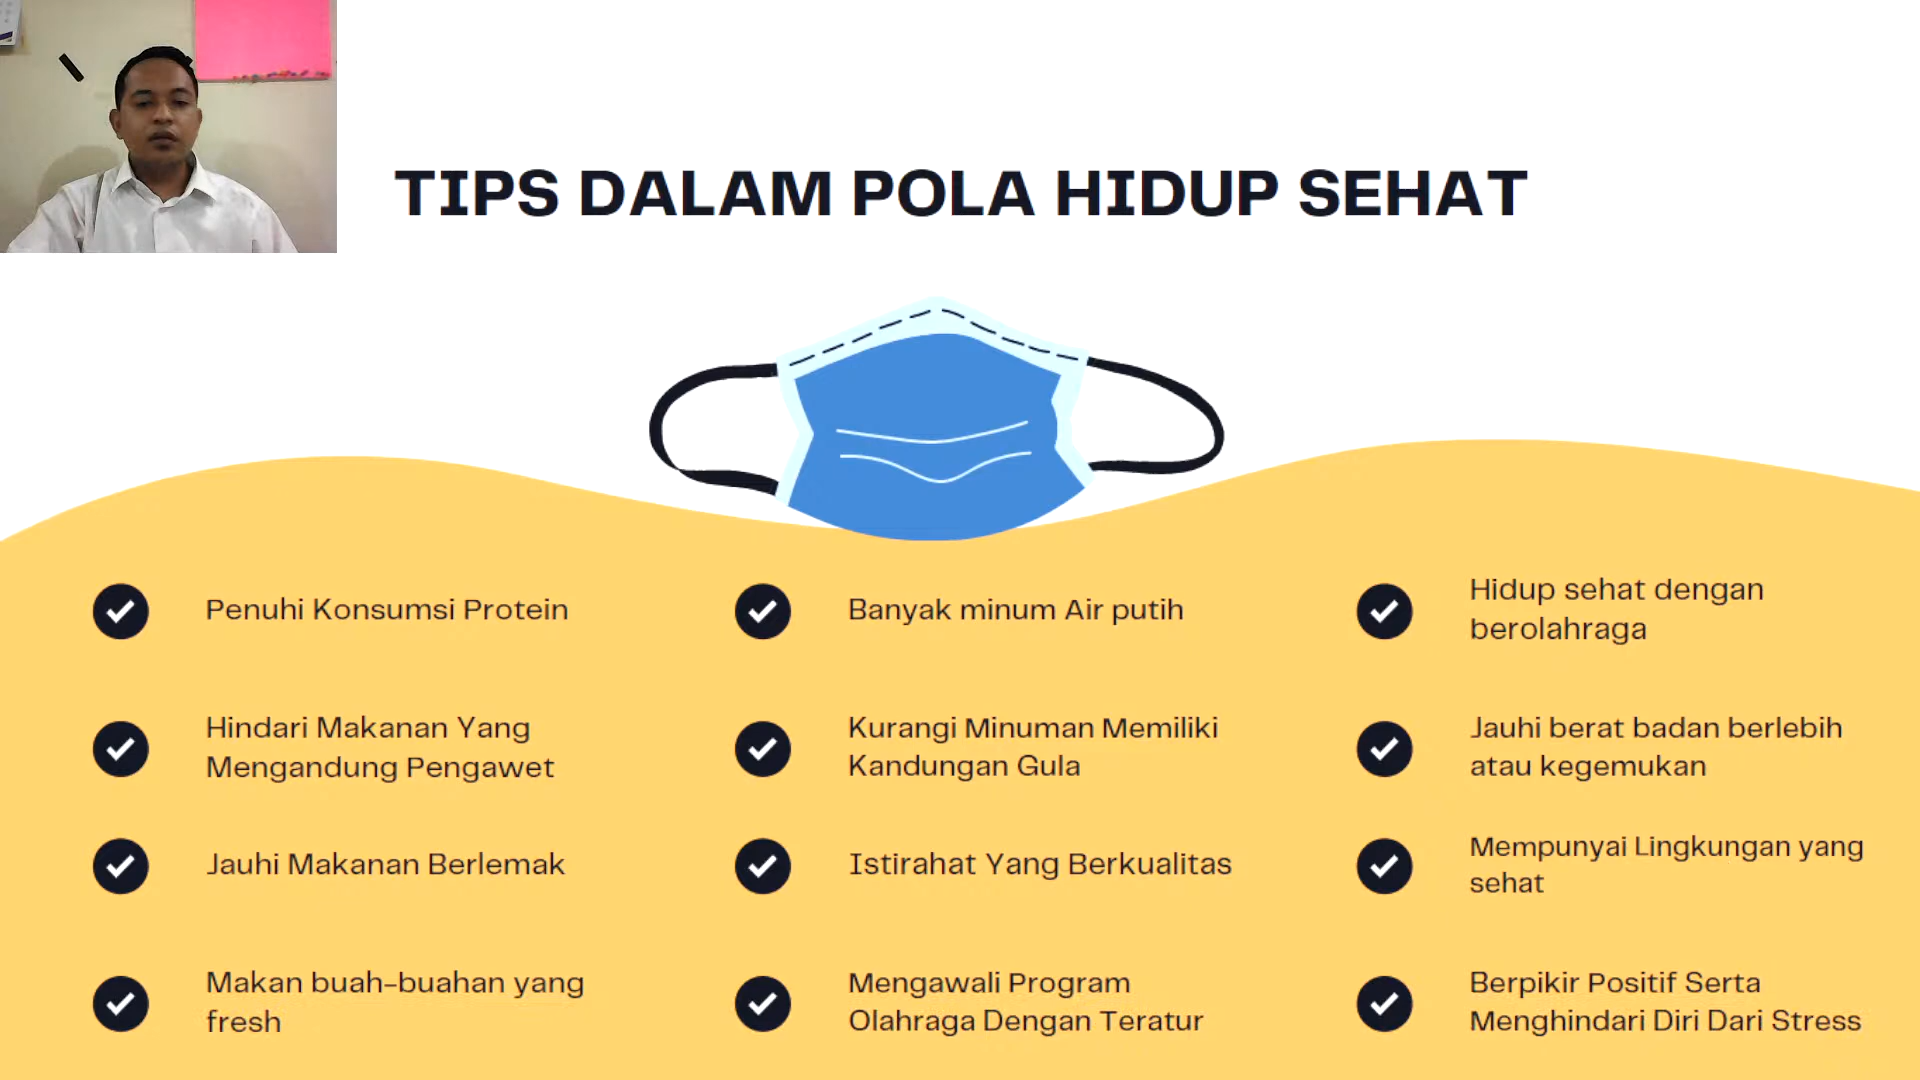 TIPS DALAM POLA HIDUP SEHAT
Penuhi Konsumsi Protein
Hindari Makanan Yang
Mengandung Pengawet
Jauhi Makanan Berlemak
Makan buah-buahan yang
fresh
Banyak minum Air putih
Kurangi Minuman Memiliki
Kandungan Gula
Istirahat Yang Berkualitas
Mengawali Program
Olahraga Dengan Teratur
Hidup sehat dengan
berolahraga
Jauhi berat badan berlebih
atau kegemukan
Mempunyai Lingkungan yang
sehat
Berpikir Positif Serta
Menghindari Diri Dari Stress